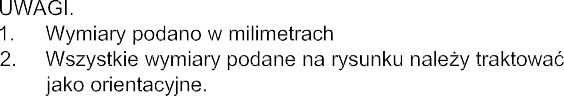 UWAGI.
1. Wymiary podano w milimetrach
2. Wszystkie wymiary podane na rysunku należy traktować
jako orientacyjne.